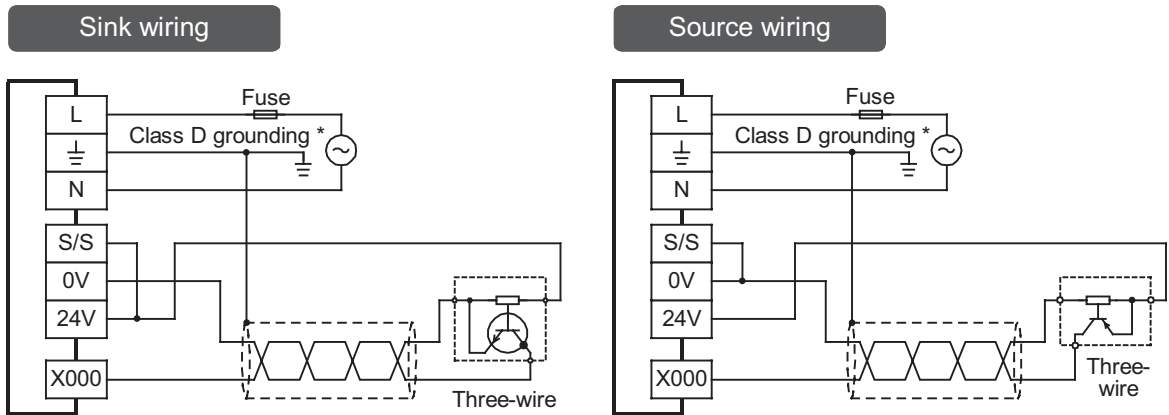 Sink wiring
L
Fuse
Class D grounding *
N
S/S
0V
24V
X000
Three-wire
Source wiring
L
Fuse
Class D grounding *
N
S/S
0V
24V
X000
Three-
wire